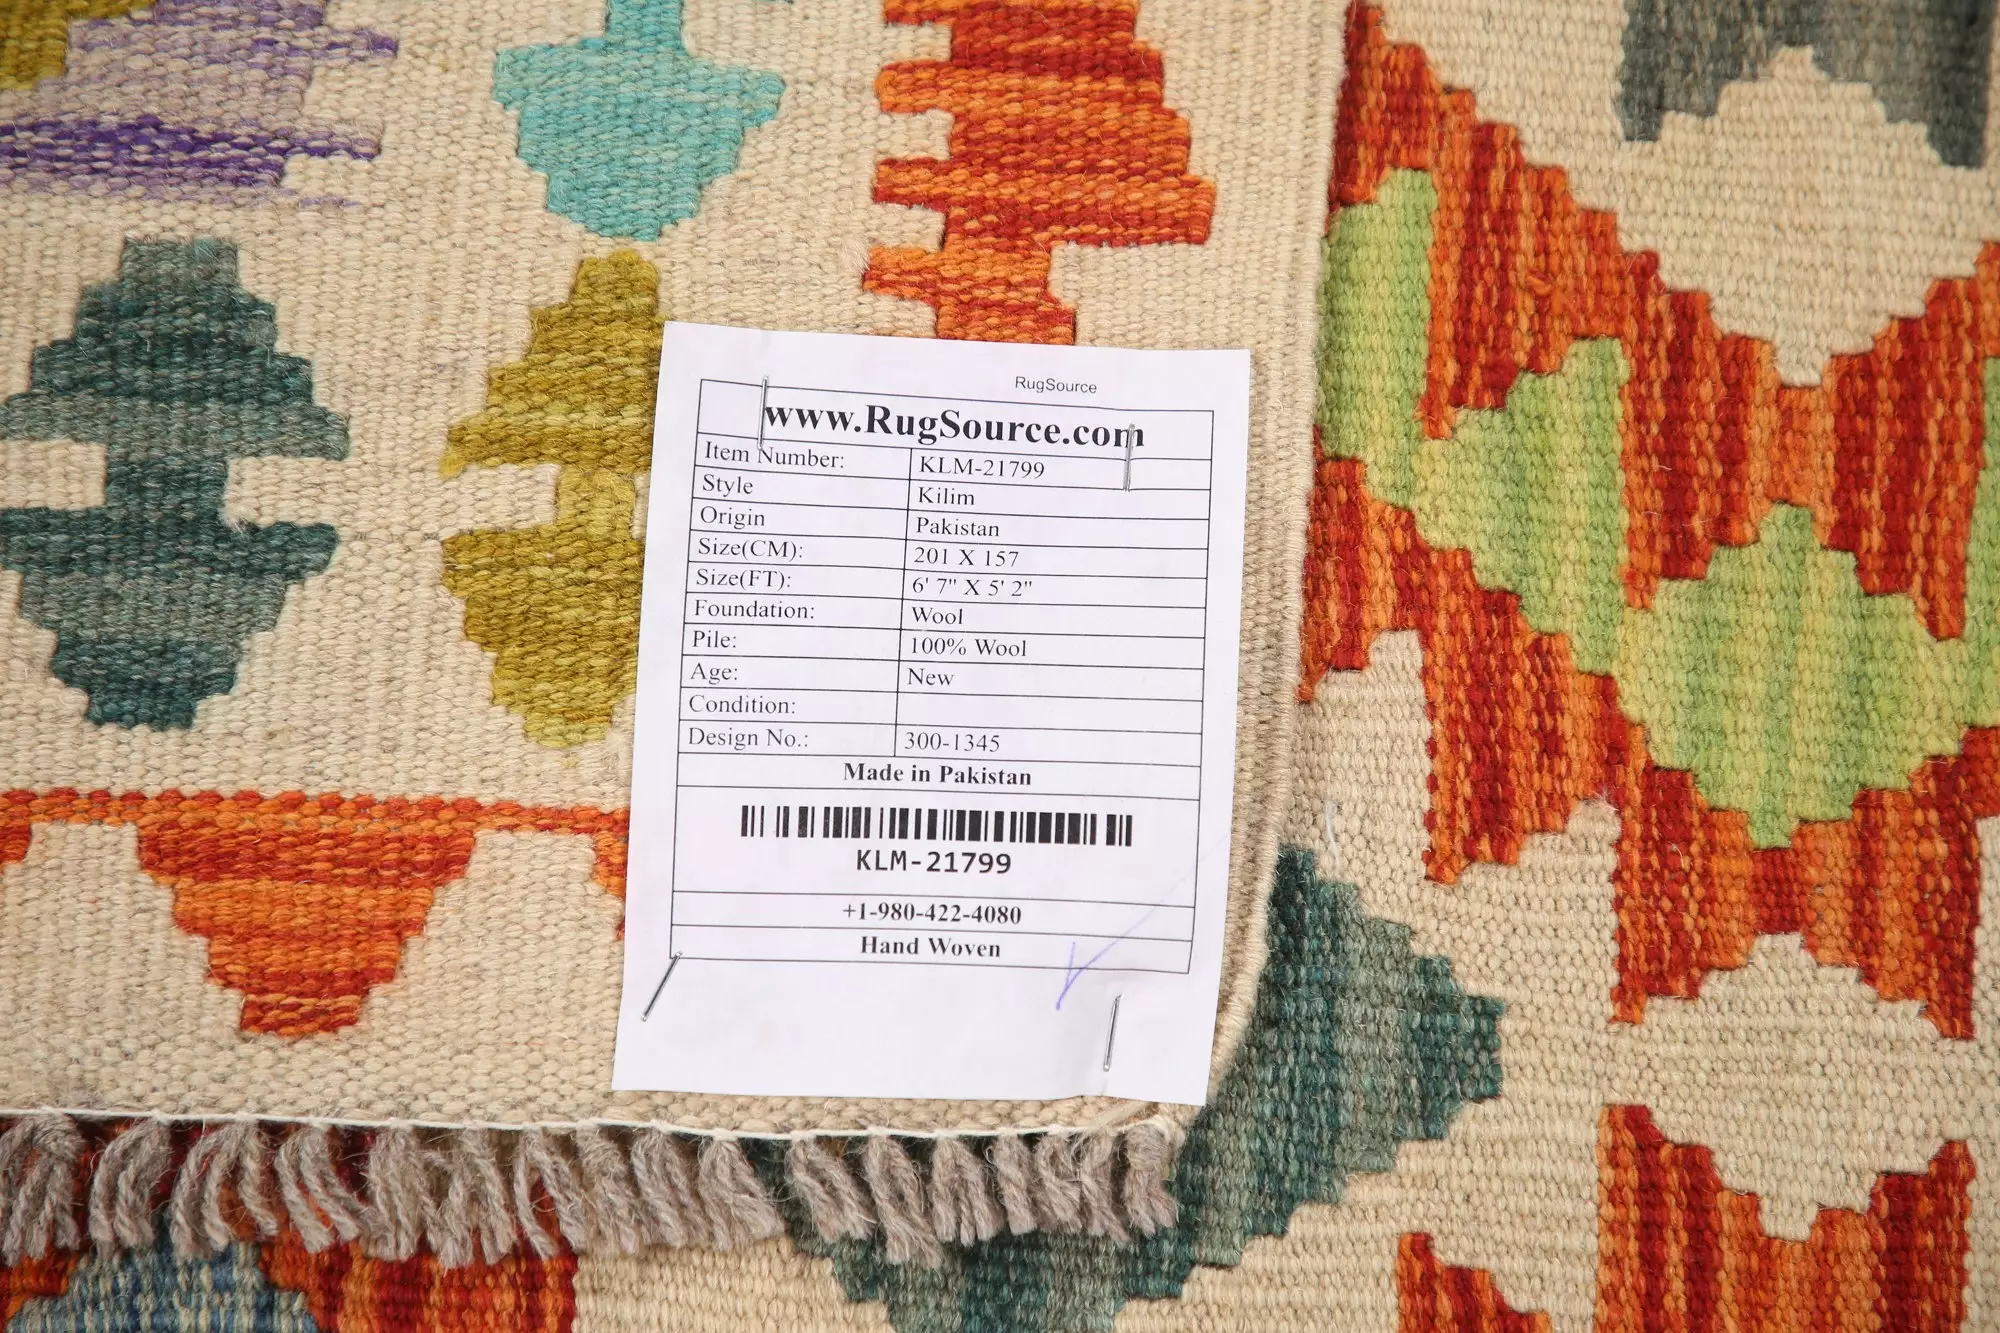 RugSource
www.RugSource.com
Item Number: KLM-21799
Style Kilim
Origin Pakistan
Size(CM): 201 X 157
Size(FT): 6' 7" X 5' 2"
Foundation: Wool
Pile: 100% Wool
Age: New
Condition:
Design No.: 300-1345
Made in Pakistan
KLM-21799
+1-980-422-4080
Hand Woven